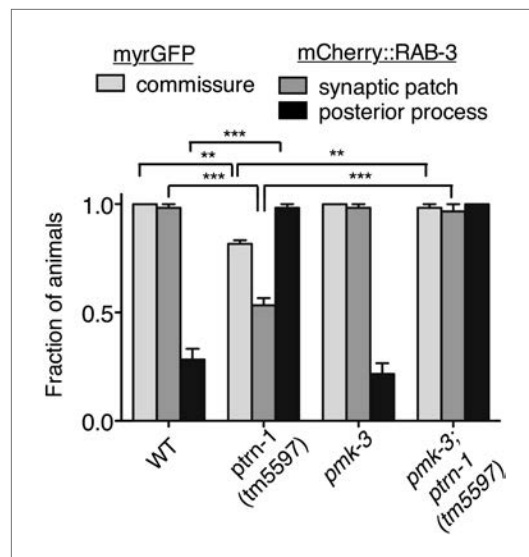 myrGFP mCherry::RAB-3
commissure synaptic patch
posterior process
***
** **
*** ***
1.0
0.5
0.0
Fraction of animals
WT
ptrn-1
(tm5597)
pmk-3
pmk-3;
ptrn-1
(tm5597)